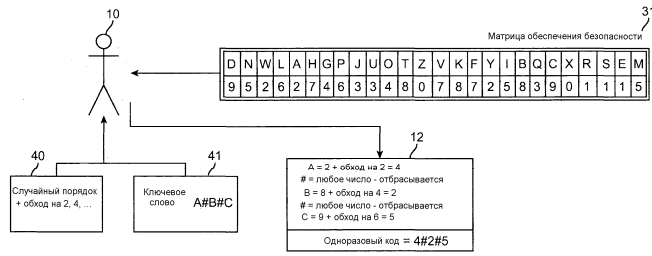 10
31
Матрица обеспечения безопасности
D N W L A H G P J U O T Z V K F Y I B Q C X R S E M
9 5 2 6 2 7 4 6 3 3 4 8 0 7 8 7 2 5 8 3 9 0 1 1 1 5
40
41
12
Случайный порядок
+ обход на 2, 4, ...
Ключевое
слово
A#B#C
A = 2 + обход на 2 = 4
# = любое число - отбрасывается
B = 8 + обход на 4 = 2
# = любое число - отбрасывается
C = 9 + обход на 6 = 5
Одноразовый код = 4#2#5